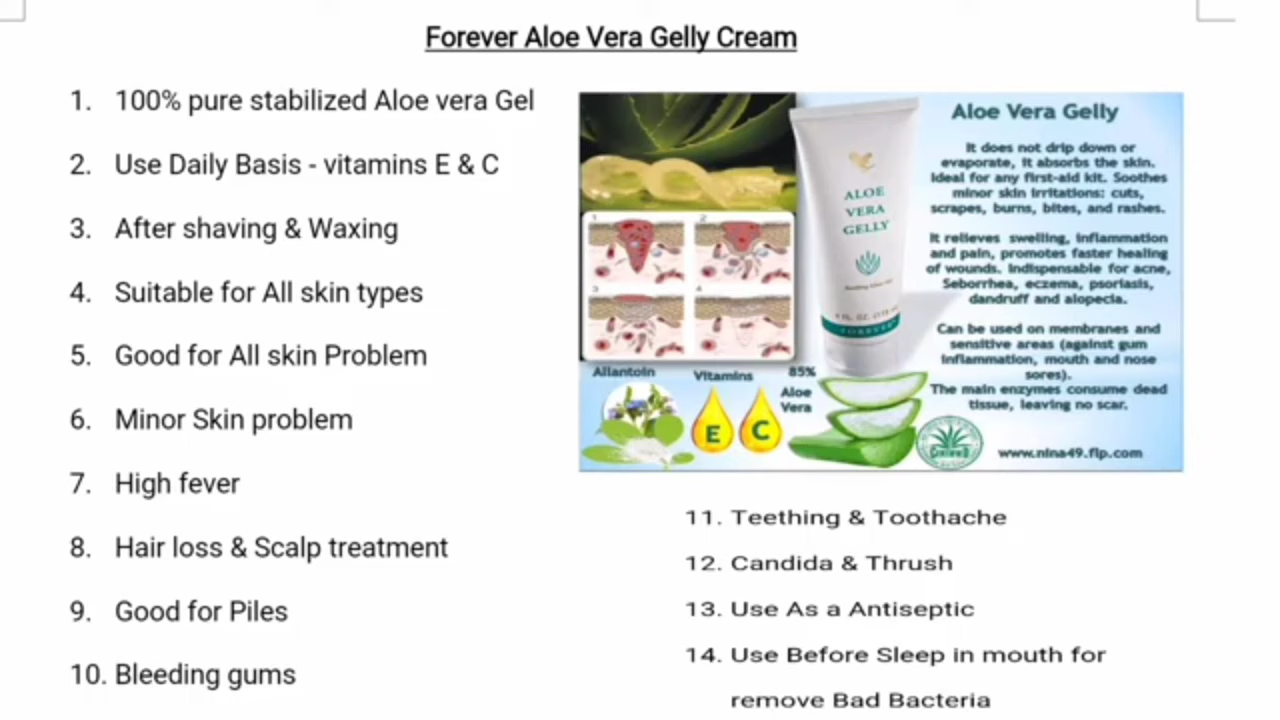 Forever Aloe Vera Gelly Cream
1. 100% pure stabilized Aloe vera Gel
2. Use Daily Basis - vitamins E & C
3. After shaving & Waxing
4. Suitable for All skin types
5. Good for All skin Problem
6. Minor Skin problem
7. High fever
8. Hair loss & Scalp treatment
9. Good for Piles
10. Bleeding gums
1
2
3
4
ALOE
VERA
GELLY
FOREVER
Allantoin
Vitamins
E
C
85%
Aloe
Vera
Aloe Vera Gelly
It does not drip down or
evaporate, it absorbs the skin.
Ideal for any first-aid kit. Soothes
minor skin irritations: cuts,
scrapes, burns, bites, and rashes.
It relieves swelling, inflammation
and pain, promotes faster healing
of wounds. Indispensable for acne,
Seborrhea, eczema, psoriasis,
dandruff and alopecia.
Can be used on membranes and
sensitive areas (against gum
inflammation, mouth and nose
sores).
The main enzymes consume dead
tissue, leaving no scar.
www.nina49.flp.com
11. Teething & Toothache
12. Candida & Thrush
13. Use As a Antiseptic
14. Use Before Sleep in mouth for
remove Bad Bacteria